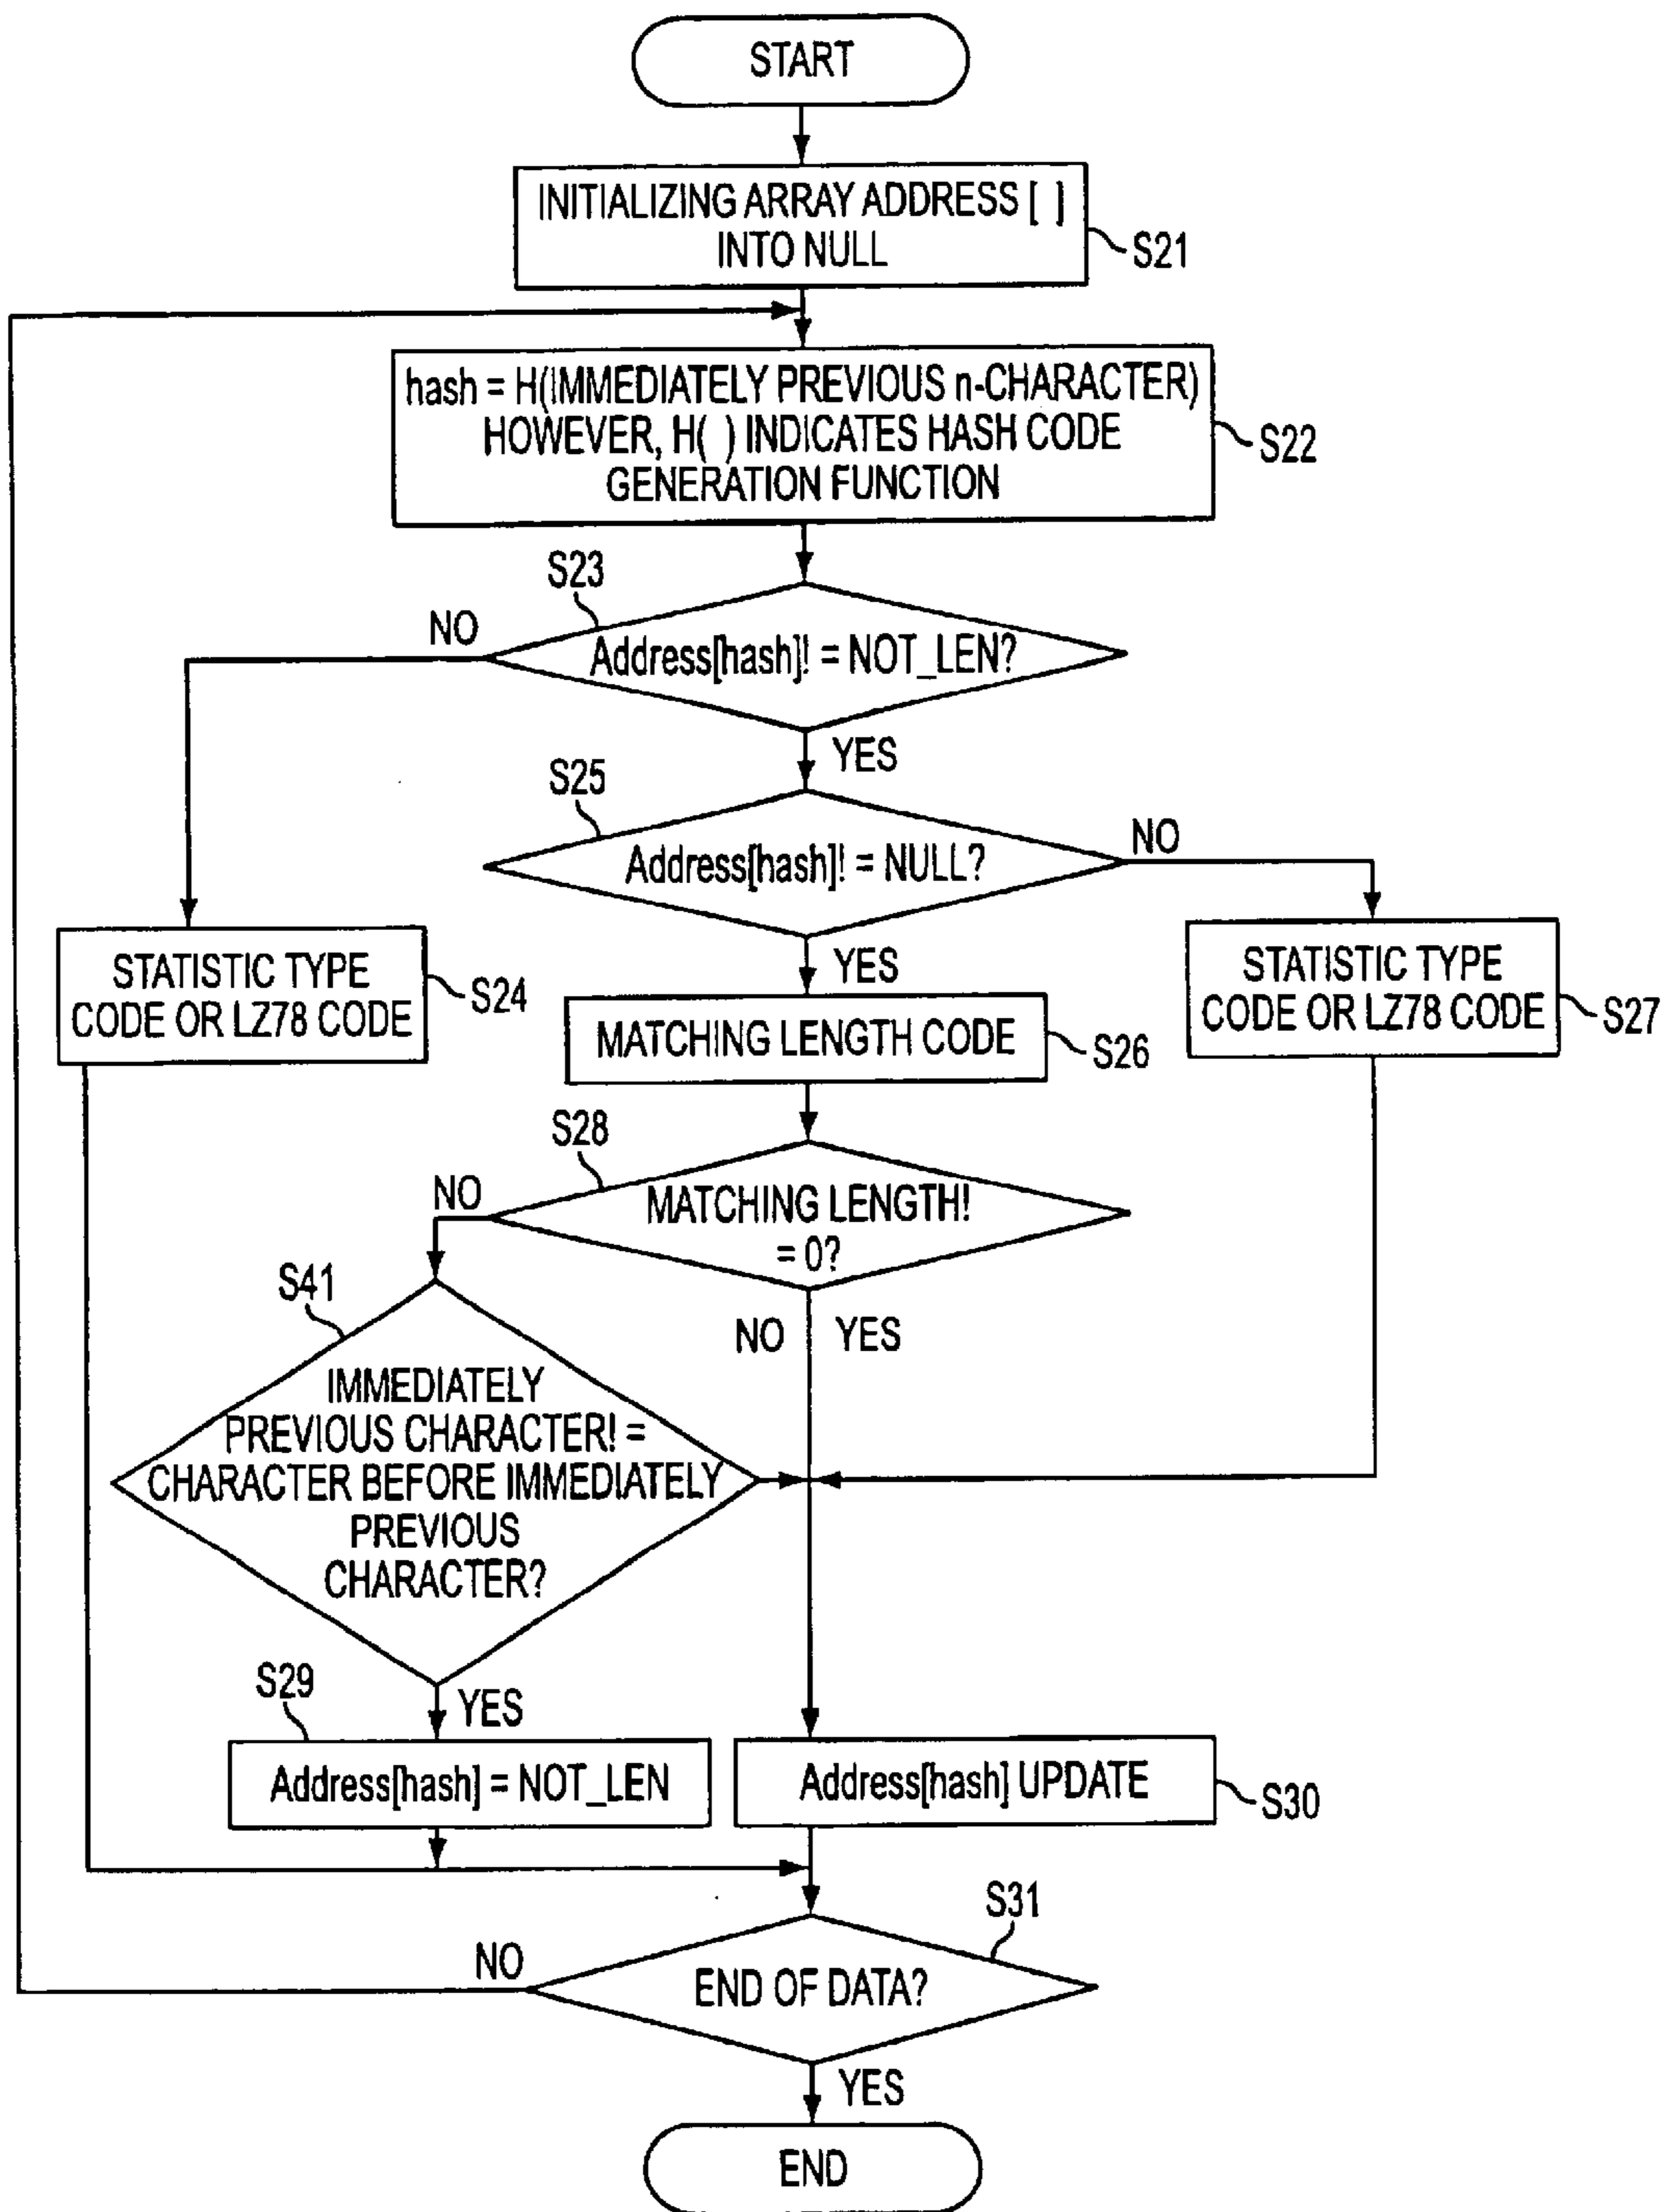 START
INITIALIZING ARRAY ADDRESS [ ]
INTO NULL
S21
hash = H(IMMEDIATELY PREVIOUS n-CHARACTER)
HOWEVER, H( ) INDICATES HASH CODE
GENERATION FUNCTION
S22
S23
NO
Address[hash]! = NOT_LEN?
YES
S25
NO
Address[hash]! = NULL?
YES
STATISTIC TYPE
CODE OR LZ78 CODE
S24
MATCHING LENGTH CODE
S26
STATISTIC TYPE
CODE OR LZ78 CODE
S27
S28
NO
MATCHING LENGTH!
= 0?
S41
NO
YES
IMMEDIATELY
PREVIOUS CHARACTER! =
CHARACTER BEFORE IMMEDIATELY
PREVIOUS
CHARACTER?
S29
YES
Address[hash] = NOT_LEN
Address[hash] UPDATE
S30
S31
NO
END OF DATA?
YES
END